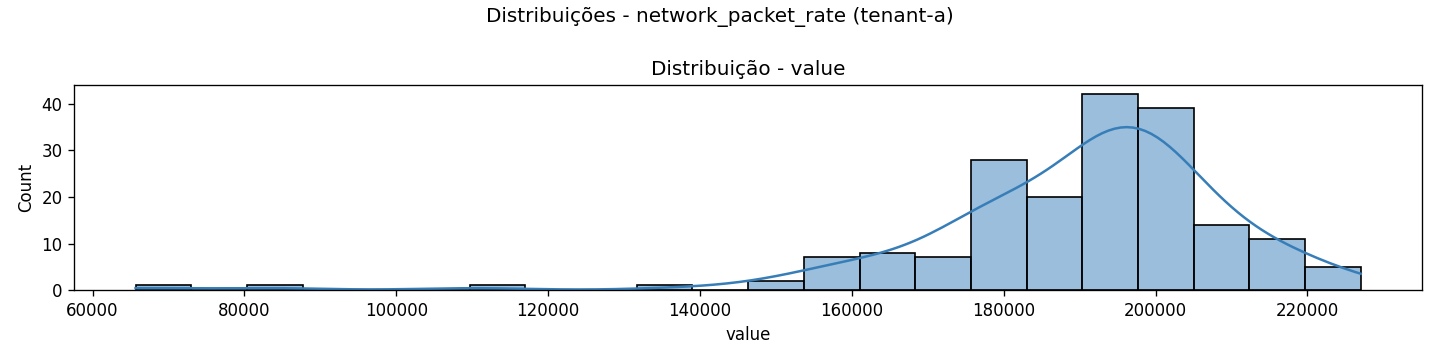 Distribuições - network_packet_rate (tenant-a)
Distribuição - value
Count
40
30
20
10
0
60000 80000 100000 120000 140000 160000 180000 200000 220000
value